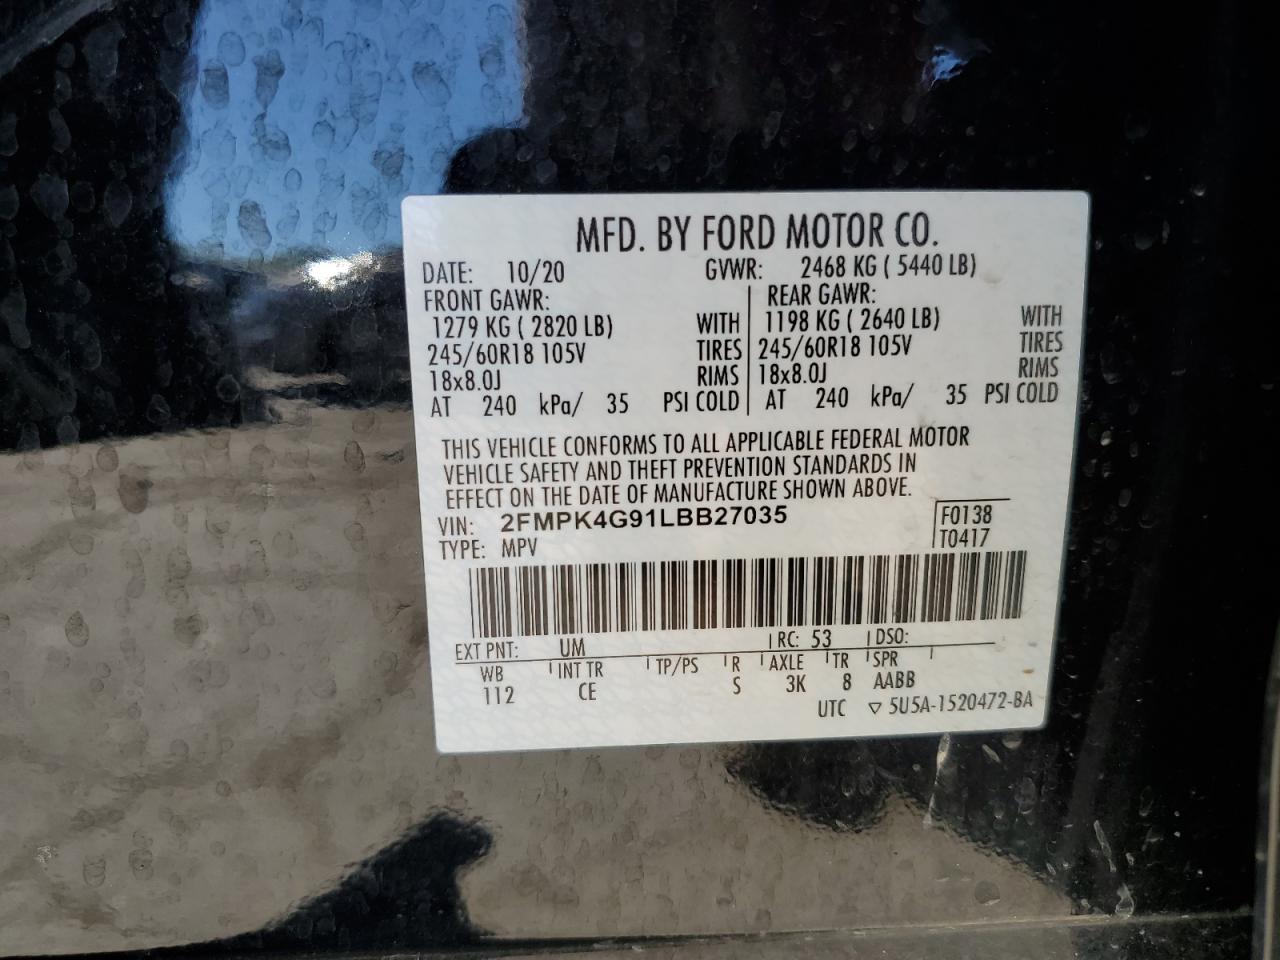 MFD. BY FORD MOTOR CO.
DATE: 10/20 GVWR: 2468 KG ( 5440 LB)
FRONT GAWR: REAR GAWR:
1279 KG ( 2820 LB) WITH 1198 KG ( 2640 LB) WITH
245/60R18 105V TIRES 245/60R18 105V TIRES
18x8.0J RIMS 18x8.0J RIMS
AT 240 kPa/ 35 PSI COLD AT 240 kPa/ 35 PSI COLD
THIS VEHICLE CONFORMS TO ALL APPLICABLE FEDERAL MOTOR
VEHICLE SAFETY AND THEFT PREVENTION STANDARDS IN
EFFECT ON THE DATE OF MANUFACTURE SHOWN ABOVE.
VIN: 2FMPK4G91LBB27035 F0138
TYPE: MPV T0417
EXT PNT: UM RC: 53 DSO:
WB INT TR TP/PS R AXLE TR SPR
112 CE S 3K 8 AABB
UTC ▽ 5U5A-1520472-BA